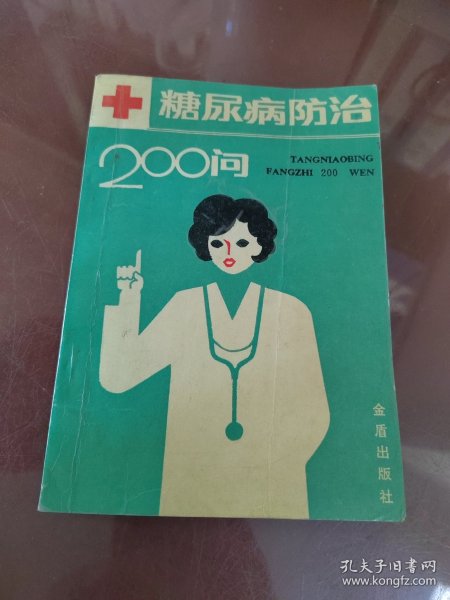 糖尿病防治
200问
TANGNIAOBING
FANGZHI 200 WEN
金盾出版社
孔夫子旧书网
www.kongfz.com